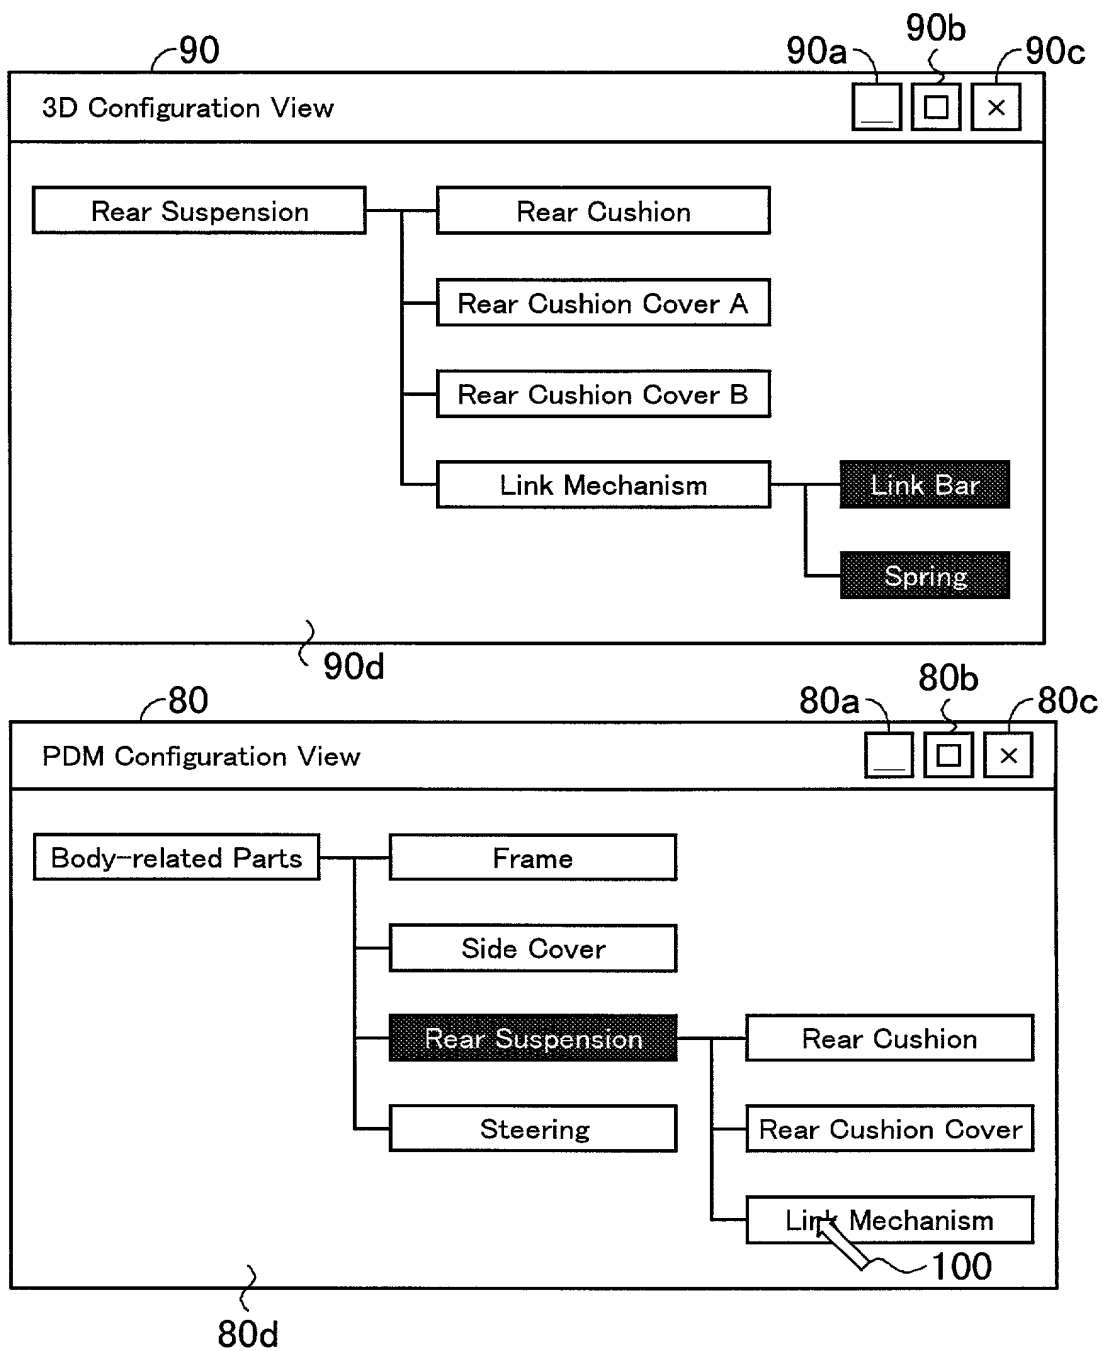 90
90a
90b
90c
3D Configuration View
_
□
×
Rear Suspension
Rear Cushion
Rear Cushion Cover A
Rear Cushion Cover B
Link Mechanism
Link Bar
Spring
90d
80
80a
80b
80c
PDM Configuration View
_
□
×
Body-related Parts
Frame
Side Cover
Rear Suspension
Rear Cushion
Steering
Rear Cushion Cover
Link Mechanism
100
80d